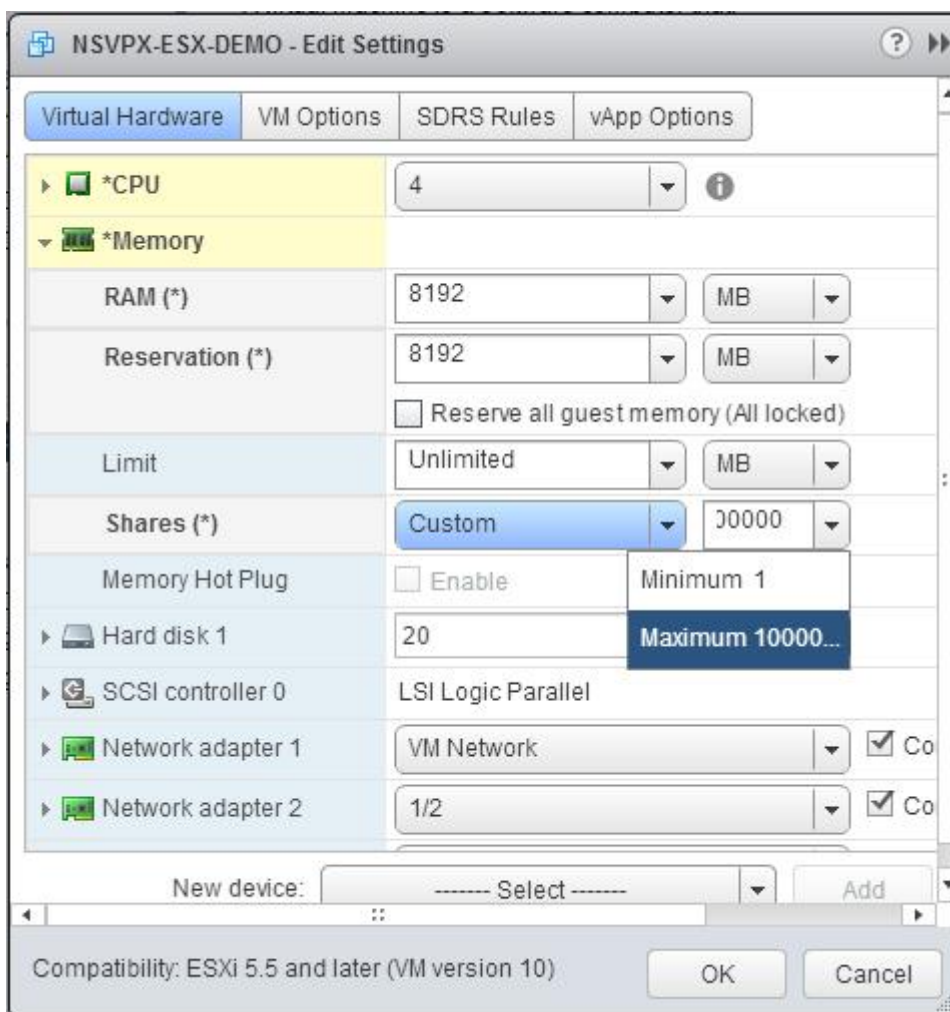 NSVPX-ESX-DEMO - Edit Settings ?
Virtual Hardware VM Options SDRS Rules vApp Options
*CPU 4
*Memory
RAM (*) 8192 MB
Reservation (*) 8192 MB
Reserve all guest memory (All locked)
Limit Unlimited MB
Shares (*) Custom 00000
Memory Hot Plug Enable Minimum 1
Hard disk 1 20 Maximum 10000...
SCSI controller 0 LSI Logic Parallel
Network adapter 1 VM Network Co
Network adapter 2 1/2 Co
New device: ------- Select ------- Add
Compatibility: ESXi 5.5 and later (VM version 10) OK Cancel